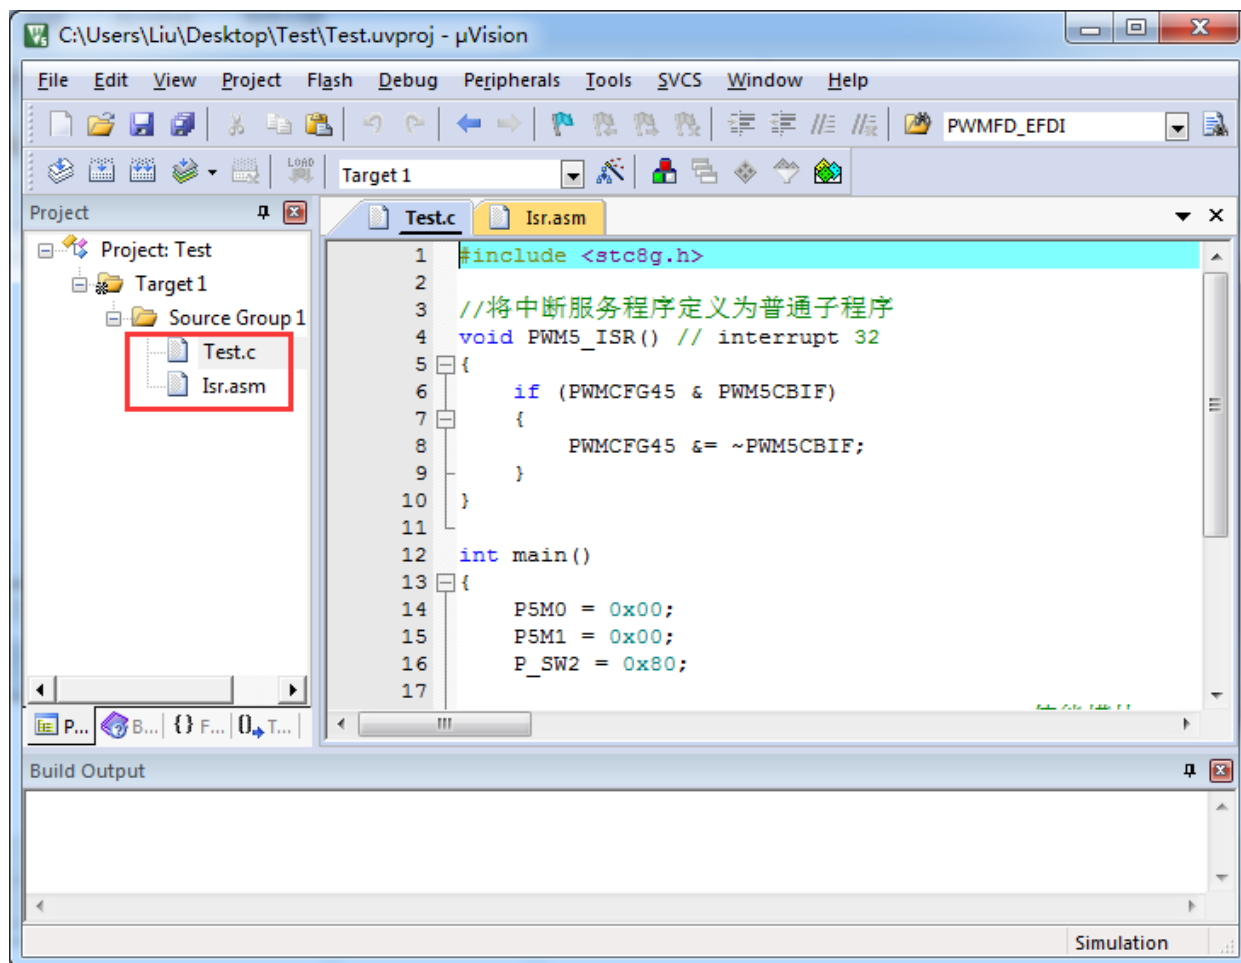 C:\Users\Liu\Desktop\Test\Test.uvproj - µVision
File Edit View Project Flash Debug Peripherals Tools SVCS Window Help
PWMFD_EFDI
LOAD
Target 1
Project
Test.c Isr.asm
Project: Test
Target 1
Source Group 1
Test.c
Isr.asm
1 #include <stc8g.h>
2
3 //将中断服务程序定义为普通子程序
4 void PWM5_ISR() // interrupt 32
5 {
6 if (PWMCFG45 & PWM5CBIF)
7 {
8 PWMCFG45 &= ~PWM5CBIF;
9 }
10 }
11
12 int main()
13 {
14 P5M0 = 0x00;
15 P5M1 = 0x00;
16 P_SW2 = 0x80;
17
P... B... {} F... 0 T...
Build Output
Simulation